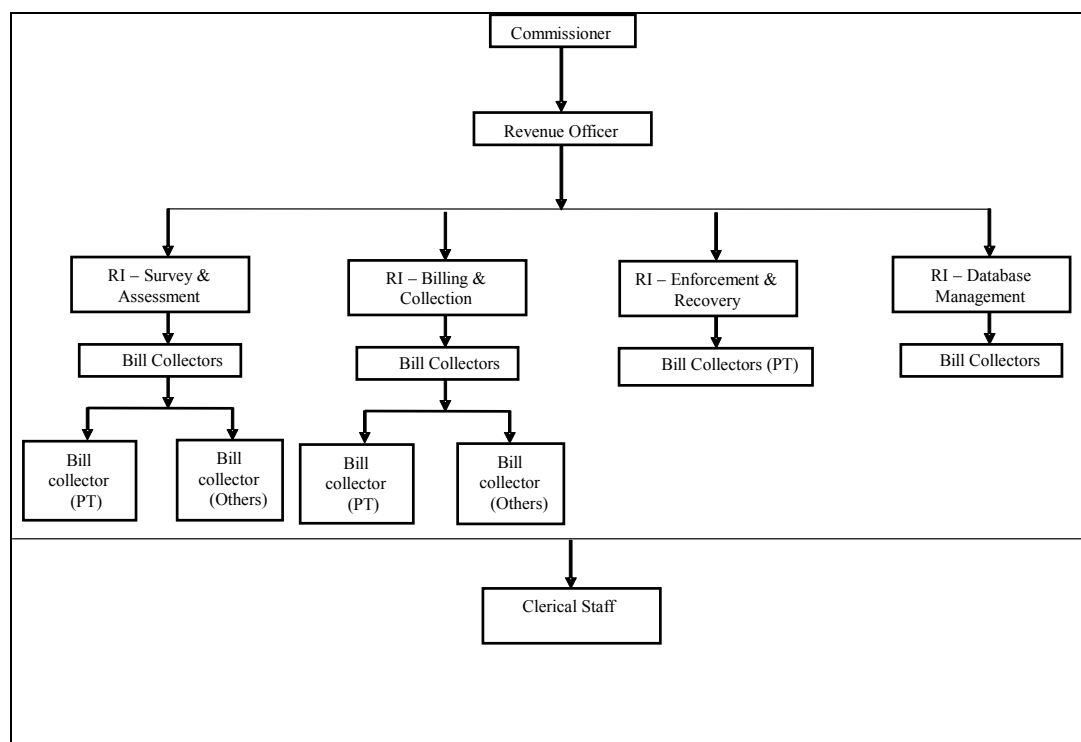 Commissioner
Revenue Officer
RI – Survey &
Assessment
RI – Billing &
Collection
RI – Enforcement &
Recovery
RI – Database
Management
Bill Collectors
Bill Collectors
Bill Collectors (PT)
Bill Collectors
Bill
collector
(PT)
Bill
collector
(Others)
Bill
collector
(PT)
Bill
collector
(Others)
Clerical Staff